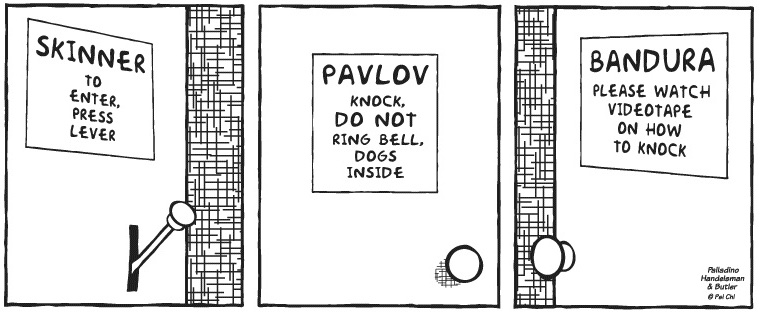 SKINNER
TO
ENTER,
PRESS
LEVER
PAVLOV
KNOCK,
DO NOT
RING BELL,
DOGS
INSIDE
BANDURA
PLEASE WATCH
VIDEOTAPE
ON HOW
TO KNOCK
Palladino
Handelsman
& Butler
© Psi Chi